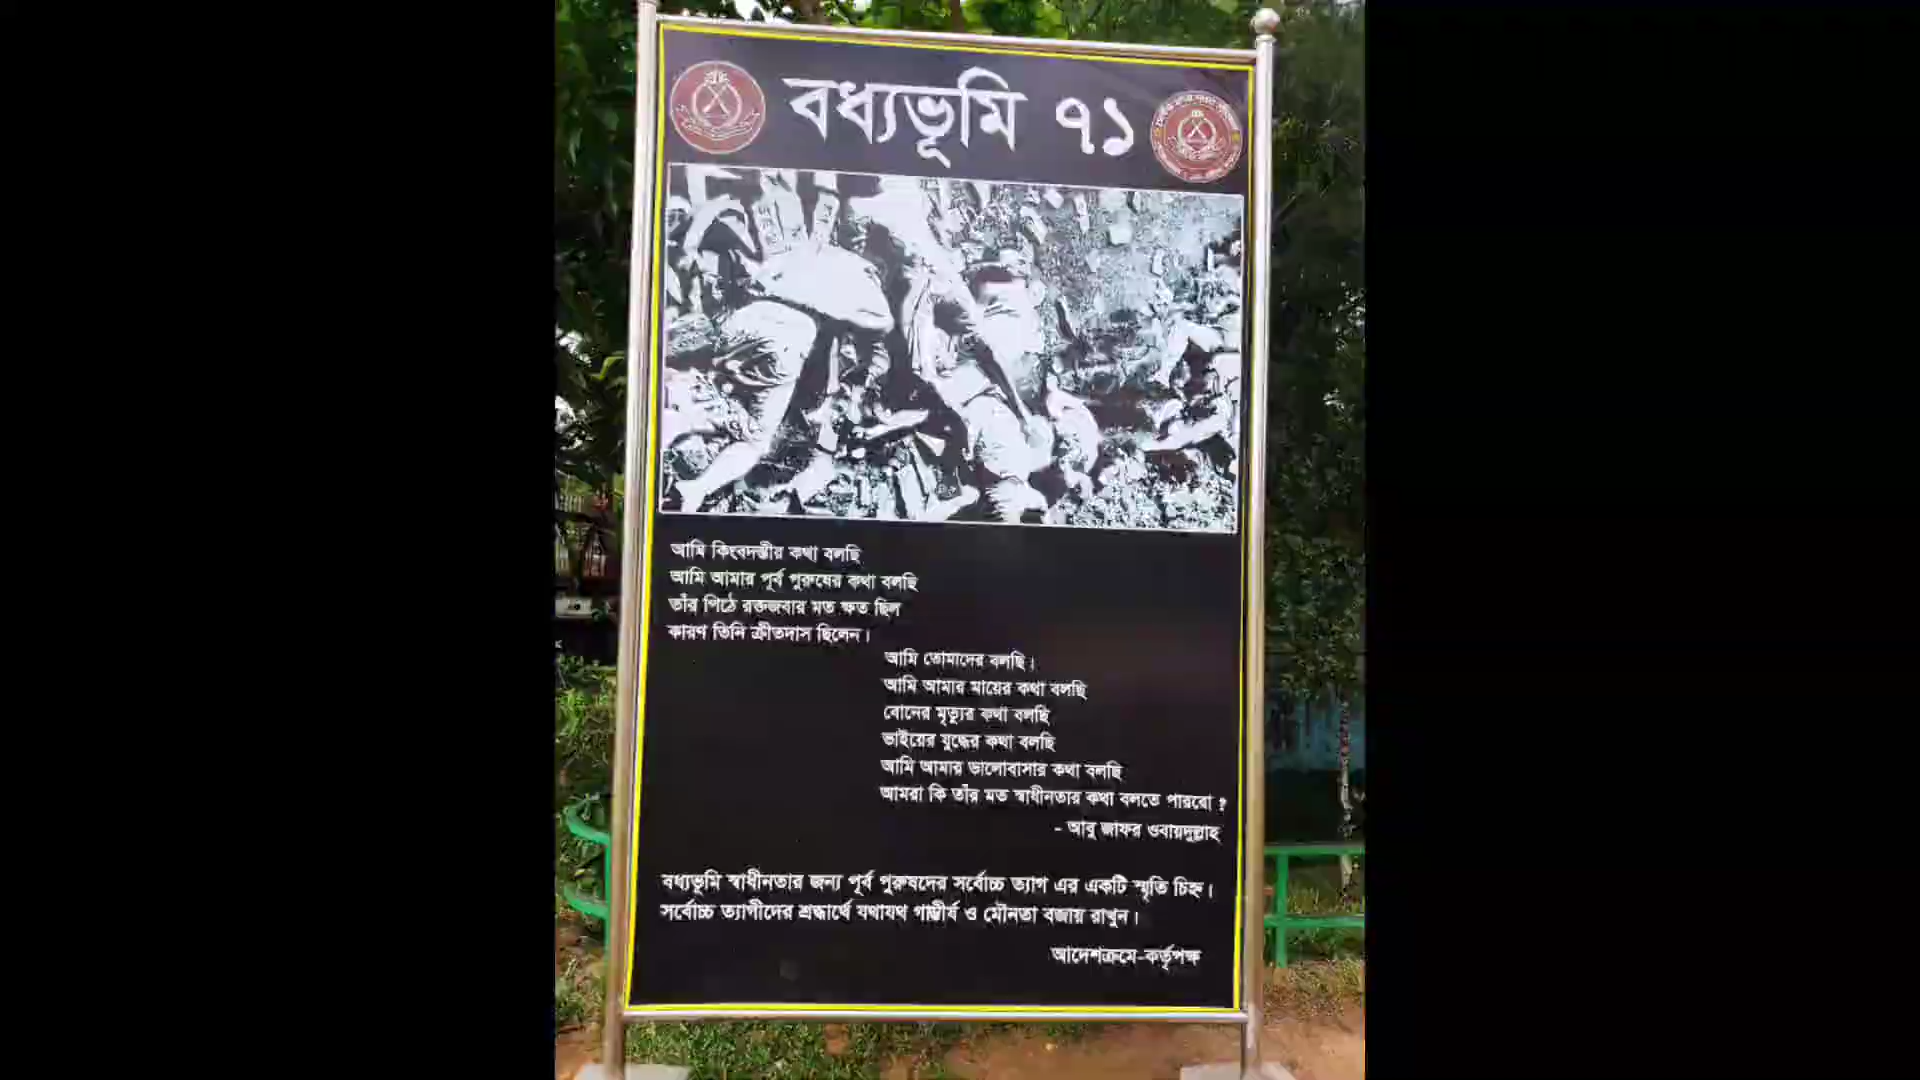 বধ্যভূমি ৭১
আমি কিংবদন্তীর কথা বলছি
আমি আমার পূর্ব পুরুষের কথা বলছি
তাঁর পিঠে রক্তজবার মত ক্ষত ছিল
কারণ তিনি ক্রীতদাস ছিলেন।
আমি তোমাদের বলছি।
আমি আমার মায়ের কথা বলছি
বোনের মৃত্যুর কথা বলছি
ভাইয়ের যুদ্ধের কথা বলছি
আমি আমার ভালোবাসার কথা বলছি
আমরা কি তাঁর মত স্বাধীনতার কথা বলতে পারবো ?
- আবু জাফর ওবায়দুল্লাহ
বধ্যভূমি স্বাধীনতার জন্য পূর্ব পুরুষদের সর্বোচ্চ ত্যাগ এর একটি স্মৃতি চিহ্ন।
সর্বোচ্চ ত্যাগীদের শ্রদ্ধার্থে যথাযথ গাম্ভীর্য ও মৌনতা বজায় রাখুন।
আদেশক্রমে-কর্তৃপক্ষ